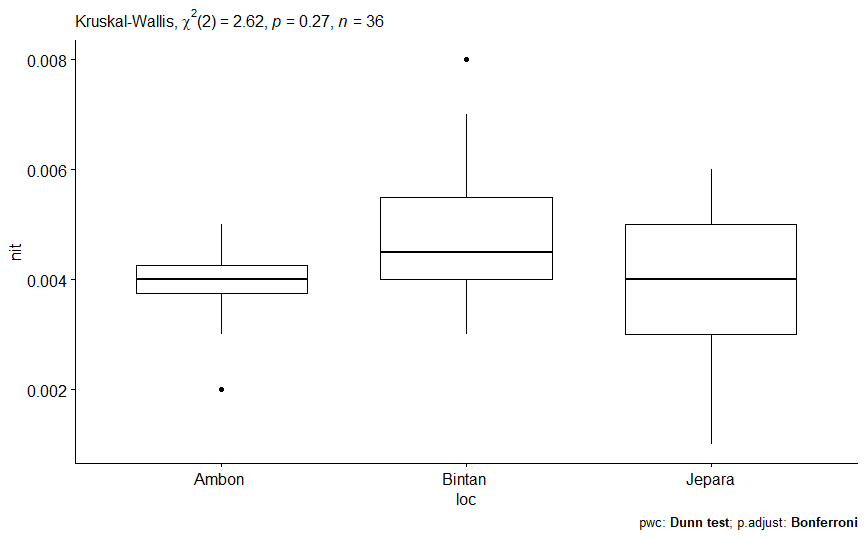 Kruskal-Wallis, χ²(2) = 2.62, p = 0.27, n = 36
0.008
0.006
0.004
0.002
nit
Ambon Bintan Jepara
loc
pwc: Dunn test; p.adjust: Bonferroni